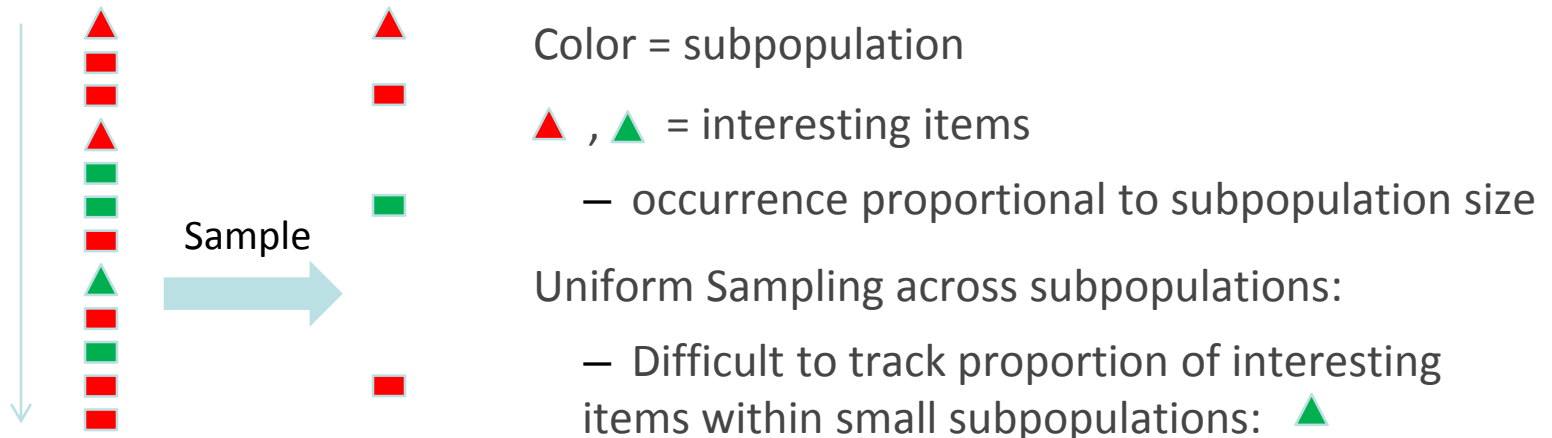 Color = subpopulation
, = interesting items
– occurrence proportional to subpopulation size
Sample
Uniform Sampling across subpopulations:
– Difficult to track proportion of interesting
items within small subpopulations: